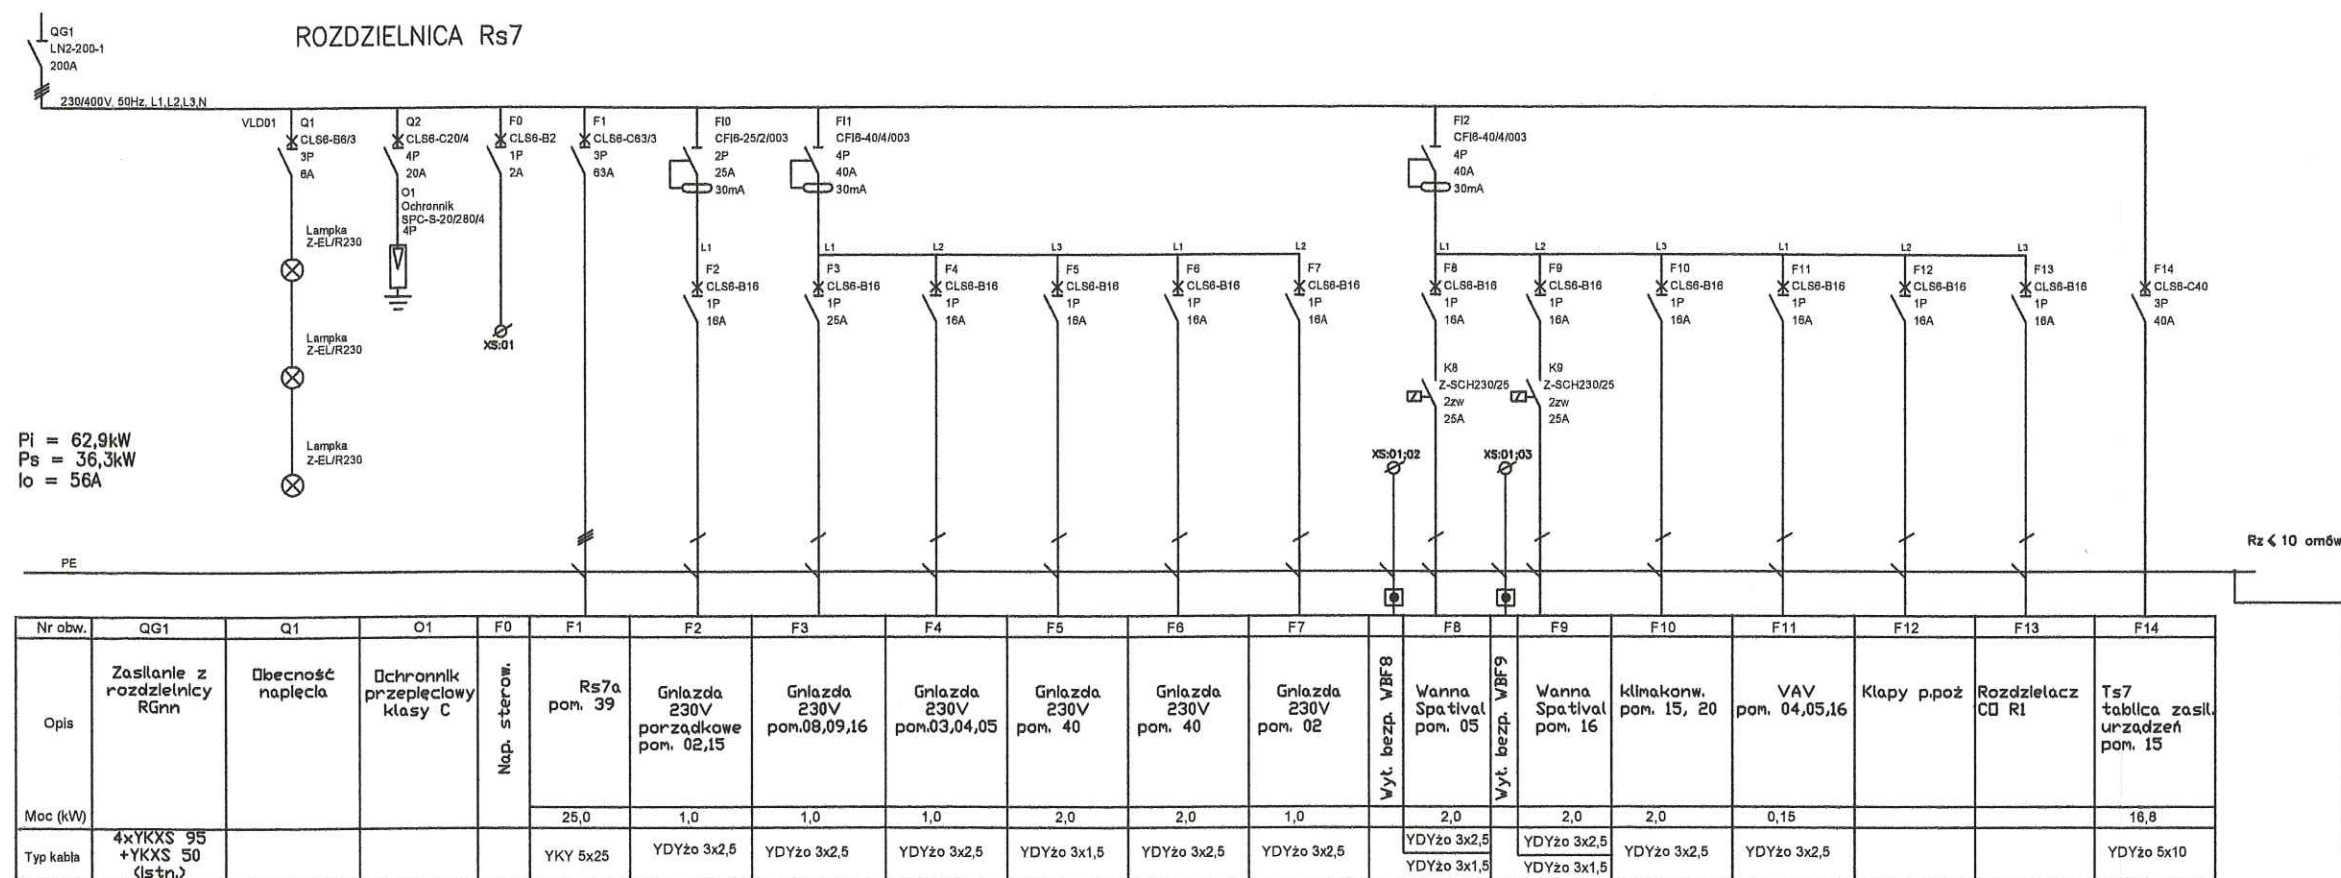 ROZDZIELNICA Rs7
QG1
LN2-200-1
200A
230/400V, 50Hz, L1,L2,L3,N
VLD01
Q1
CLS6-B6/3
3P
6A
Lampka
Z-EL/R230
Lampka
Z-EL/R230
Lampka
Z-EL/R230
Q2
CLS6-C20/4
4P
20A
O1
Ochronnik
SPC-S-20/280/4
4P
F0
CLS6-B2
1P
2A
XS:01
F1
CLS6-C63/3
3P
63A
FI0
CFI6-25/2/003
2P
25A
30mA
L1
F2
CLS6-B16
1P
16A
FI1
CFI6-40/4/003
4P
40A
30mA
L1
F3
CLS6-B16
1P
25A
L2
F4
CLS6-B16
1P
16A
L3
F5
CLS6-B16
1P
16A
L1
F6
CLS6-B16
1P
16A
L2
F7
CLS6-B16
1P
16A
FI2
CFI6-40/4/003
4P
40A
30mA
L1
F8
CLS6-B16
1P
16A
K8
Z-SCH230/25
2zw
25A
XS:01;02
L2
F9
CLS6-B16
1P
16A
K9
Z-SCH230/25
2zw
25A
XS:01;03
L3
F10
CLS6-B16
1P
16A
L1
F11
CLS6-B16
1P
16A
L2
F12
CLS6-B16
1P
16A
L3
F13
CLS6-B16
1P
16A
F14
CLS6-C40
3P
40A
Pi = 62,9kW
Ps = 36,3kW
Io = 56A
PE
Rz ≤ 10 omów
Nr obw. QG1 Q1 O1 F0 F1 F2 F3 F4 F5 F6 F7 F8 F9 F10 F11 F12 F13 F14
Opis
Zasilanie z
rozdzielnicy
RGnn
Obecność
napięcia
Ochronnik
przepięciowy
klasy C
Nap. sterow.
Rs7a
pom. 39
Gniazda
230V
porządkowe
pom. 02,15
Gniazda
230V
pom.08,09,16
Gniazda
230V
pom.03,04,05
Gniazda
230V
pom. 40
Gniazda
230V
pom. 40
Gniazda
230V
pom. 02
Wył. bezp. WBF8
Wanna
Spatival
pom. 05
Wył. bezp. WBF9
Wanna
Spatival
pom. 16
klimakonw.
pom. 15, 20
VAV
pom. 04,05,16
Klapy p.poż
Rozdzielacz
CO R1
Ts7
tablica zasil.
urządzeń
pom. 15
Moc (kW) 25,0 1,0 1,0 1,0 2,0 2,0 1,0 2,0 2,0 2,0 0,15 16,8
Typ kabla
4xYKXS 95
+YKXS 50
(istn.)
YKY 5x25
YDYżo 3x2,5
YDYżo 3x2,5
YDYżo 3x2,5
YDYżo 3x1,5
YDYżo 3x2,5
YDYżo 3x2,5
YDYżo 3x2,5
YDYżo 3x1,5
YDYżo 3x2,5
YDYżo 3x1,5
YDYżo 3x2,5
YDYżo 3x2,5
YDYżo 5x10